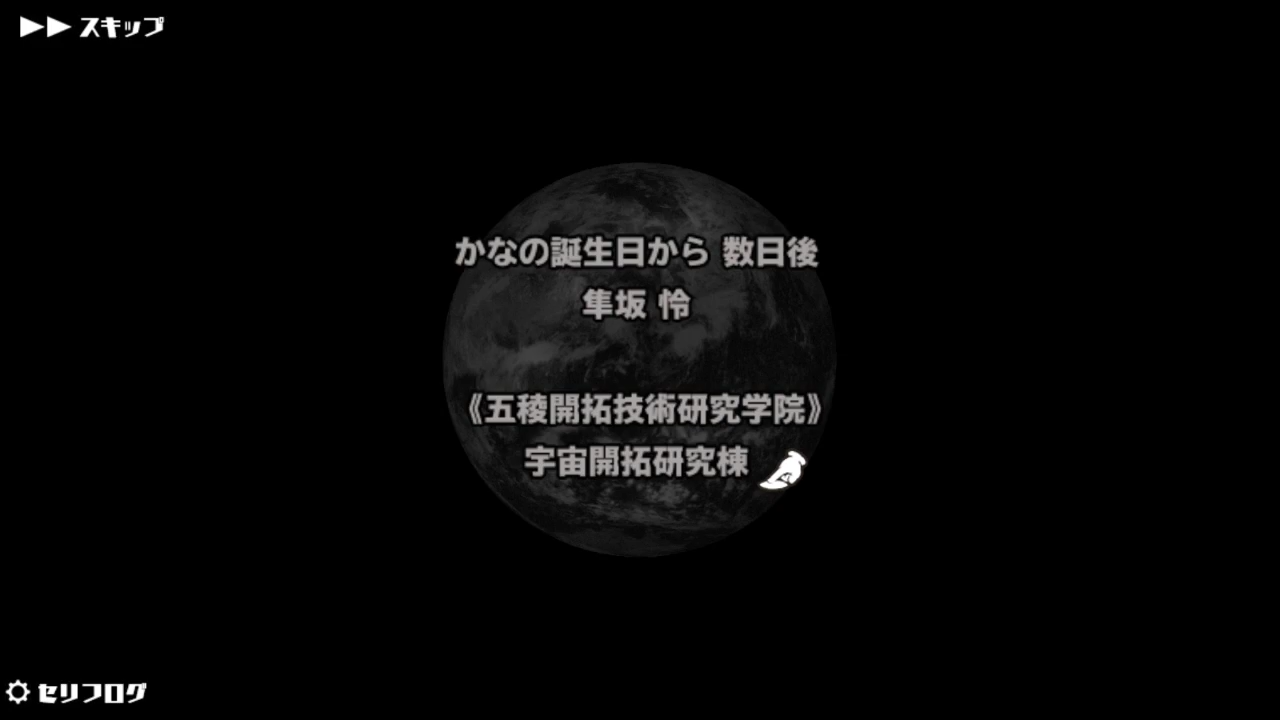 スキップ
かなの誕生日から 数日後
隼坂 怜
《五稜開拓技術研究学院》
宇宙開拓研究棟
セリフログ